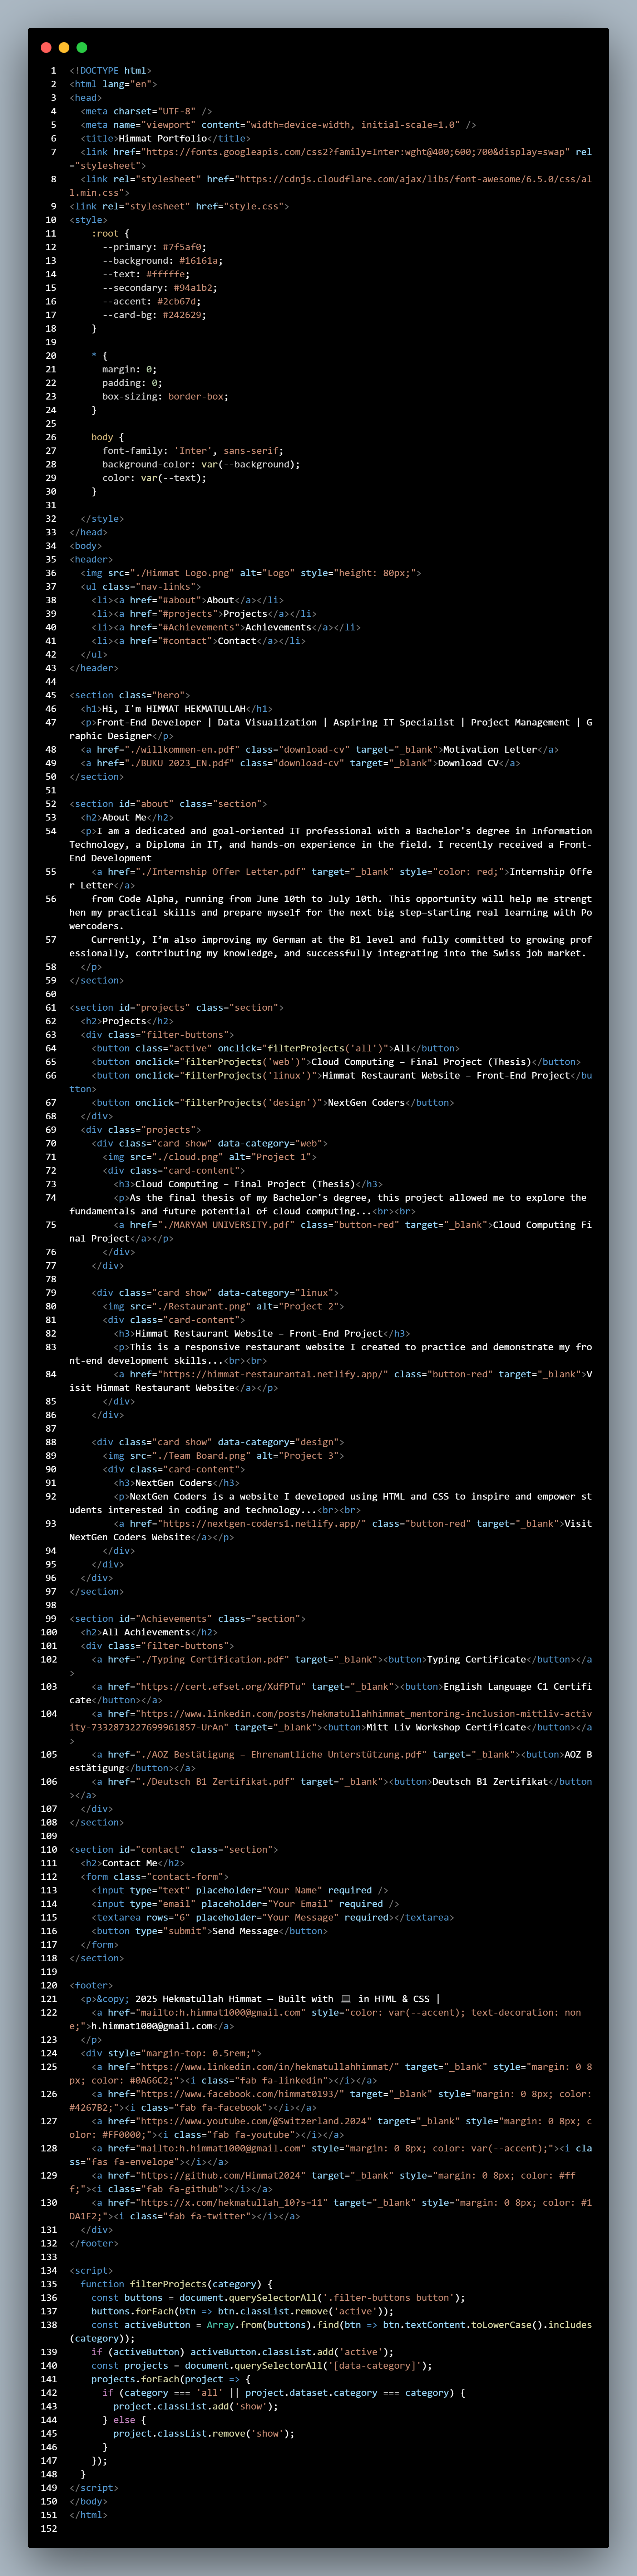 1 <!DOCTYPE html>
2 <html lang="en">
3 <head>
4   <meta charset="UTF-8" />
5   <meta name="viewport" content="width=device-width, initial-scale=1.0" />
6   <title>Himmat Portfolio</title>
7   <link href="https://fonts.googleapis.com/css2?family=Inter:wght@400;600;700&display=swap" rel
="stylesheet">
8   <link rel="stylesheet" href="https://cdnjs.cloudflare.com/ajax/libs/font-awesome/6.5.0/css/al
l.min.css">
9 <link rel="stylesheet" href="style.css">
10 <style>
11     :root {
12       --primary: #7f5af0;
13       --background: #16161a;
14       --text: #fffffe;
15       --secondary: #94a1b2;
16       --accent: #2cb67d;
17       --card-bg: #242629;
18     }
19
20     * {
21       margin: 0;
22       padding: 0;
23       box-sizing: border-box;
24     }
25
26     body {
27       font-family: 'Inter', sans-serif;
28       background-color: var(--background);
29       color: var(--text);
30     }
31
32   </style>
33 </head>
34 <body>
35 <header>
36   <img src="./Himmat Logo.png" alt="Logo" style="height: 80px;">
37   <ul class="nav-links">
38     <li><a href="#about">About</a></li>
39     <li><a href="#projects">Projects</a></li>
40     <li><a href="#Achievements">Achievements</a></li>
41     <li><a href="#contact">Contact</a></li>
42   </ul>
43 </header>
44
45 <section class="hero">
46   <h1>Hi, I'm HIMMAT HEKMATULLAH</h1>
47   <p>Front-End Developer | Data Visualization | Aspiring IT Specialist | Project Management | G
raphic Designer</p>
48   <a href="./willkommen-en.pdf" class="download-cv" target="_blank">Motivation Letter</a>
49   <a href="./BUKU 2023_EN.pdf" class="download-cv" target="_blank">Download CV</a>
50 </section>
51
52 <section id="about" class="section">
53   <h2>About Me</h2>
54   <p>I am a dedicated and goal-oriented IT professional with a Bachelor's degree in Information
Technology, a Diploma in IT, and hands-on experience in the field. I recently received a Front-
End Development
55     <a href="./Internship Offer Letter.pdf" target="_blank" style="color: red;">Internship Offe
r Letter</a>
56     from Code Alpha, running from June 10th to July 10th. This opportunity will help me strengt
hen my practical skills and prepare myself for the next big step—starting real learning with Po
wercoders.
57     Currently, I’m also improving my German at the B1 level and fully committed to growing prof
essionally, contributing my knowledge, and successfully integrating into the Swiss job market.
58   </p>
59 </section>
60
61 <section id="projects" class="section">
62   <h2>Projects</h2>
63   <div class="filter-buttons">
64     <button class="active" onclick="filterProjects('all')">All</button>
65     <button onclick="filterProjects('web')">Cloud Computing – Final Project (Thesis)</button>
66     <button onclick="filterProjects('linux')">Himmat Restaurant Website – Front-End Project</bu
tton>
67     <button onclick="filterProjects('design')">NextGen Coders</button>
68   </div>
69   <div class="projects">
70     <div class="card show" data-category="web">
71       <img src="./cloud.png" alt="Project 1">
72       <div class="card-content">
73         <h3>Cloud Computing – Final Project (Thesis)</h3>
74         <p>As the final thesis of my Bachelor's degree, this project allowed me to explore the
fundamentals and future potential of cloud computing...<br><br>
75         <a href="./MARYAM UNIVERSITY.pdf" class="button-red" target="_blank">Cloud Computing Fi
nal Project</a></p>
76       </div>
77     </div>
78
79     <div class="card show" data-category="linux">
80       <img src="./Restaurant.png" alt="Project 2">
81       <div class="card-content">
82         <h3>Himmat Restaurant Website – Front-End Project</h3>
83         <p>This is a responsive restaurant website I created to practice and demonstrate my fro
nt-end development skills...<br><br>
84         <a href="https://himmat-restauranta1.netlify.app/" class="button-red" target="_blank">V
isit Himmat Restaurant Website</a></p>
85       </div>
86     </div>
87
88     <div class="card show" data-category="design">
89       <img src="./Team Board.png" alt="Project 3">
90       <div class="card-content">
91         <h3>NextGen Coders</h3>
92         <p>NextGen Coders is a website I developed using HTML and CSS to inspire and empower st
udents interested in coding and technology...<br><br>
93         <a href="https://nextgen-coders1.netlify.app/" class="button-red" target="_blank">Visit
NextGen Coders Website</a></p>
94       </div>
95     </div>
96   </div>
97 </section>
98
99 <section id="Achievements" class="section">
100   <h2>All Achievements</h2>
101   <div class="filter-buttons">
102     <a href="./Typing Certification.pdf" target="_blank"><button>Typing Certificate</button></a
>
103     <a href="https://cert.efset.org/XdfPTu" target="_blank"><button>English Language C1 Certifi
cate</button></a>
104     <a href="https://www.linkedin.com/posts/hekmatullahhimmat_mentoring-inclusion-mittliv-activ
ity-7332873227699961857-UrAn" target="_blank"><button>Mitt Liv Workshop Certificate</button></a
>
105     <a href="./AOZ Bestätigung – Ehrenamtliche Unterstützung.pdf" target="_blank"><button>AOZ B
estätigung</button></a>
106     <a href="./Deutsch B1 Zertifikat.pdf" target="_blank"><button>Deutsch B1 Zertifikat</button
></a>
107   </div>
108 </section>
109
110 <section id="contact" class="section">
111   <h2>Contact Me</h2>
112   <form class="contact-form">
113     <input type="text" placeholder="Your Name" required />
114     <input type="email" placeholder="Your Email" required />
115     <textarea rows="6" placeholder="Your Message" required></textarea>
116     <button type="submit">Send Message</button>
117   </form>
118 </section>
119
120 <footer>
121   <p>&copy; 2025 Hekmatullah Himmat — Built with 💻 in HTML & CSS |
122     <a href="mailto:h.himmat1000@gmail.com" style="color: var(--accent); text-decoration: non
e;">h.himmat1000@gmail.com</a>
123   </p>
124   <div style="margin-top: 0.5rem;">
125     <a href="https://www.linkedin.com/in/hekmatullahhimmat/" target="_blank" style="margin: 0 8
px; color: #0A66C2;"><i class="fab fa-linkedin"></i></a>
126     <a href="https://www.facebook.com/himmat0193/" target="_blank" style="margin: 0 8px; color:
#4267B2;"><i class="fab fa-facebook"></i></a>
127     <a href="https://www.youtube.com/@Switzerland.2024" target="_blank" style="margin: 0 8px; c
olor: #FF0000;"><i class="fab fa-youtube"></i></a>
128     <a href="mailto:h.himmat1000@gmail.com" style="margin: 0 8px; color: var(--accent);"><i cla
ss="fas fa-envelope"></i></a>
129     <a href="https://github.com/Himmat2024" target="_blank" style="margin: 0 8px; color: #ff
f;"><i class="fab fa-github"></i></a>
130     <a href="https://x.com/hekmatullah_10?s=11" target="_blank" style="margin: 0 8px; color: #1
DA1F2;"><i class="fab fa-twitter"></i></a>
131   </div>
132 </footer>
133
134 <script>
135   function filterProjects(category) {
136     const buttons = document.querySelectorAll('.filter-buttons button');
137     buttons.forEach(btn => btn.classList.remove('active'));
138     const activeButton = Array.from(buttons).find(btn => btn.textContent.toLowerCase().includes
(category));
139     if (activeButton) activeButton.classList.add('active');
140     const projects = document.querySelectorAll('[data-category]');
141     projects.forEach(project => {
142       if (category === 'all' || project.dataset.category === category) {
143         project.classList.add('show');
144       } else {
145         project.classList.remove('show');
146       }
147     });
148   }
149 </script>
150 </body>
151 </html>
152